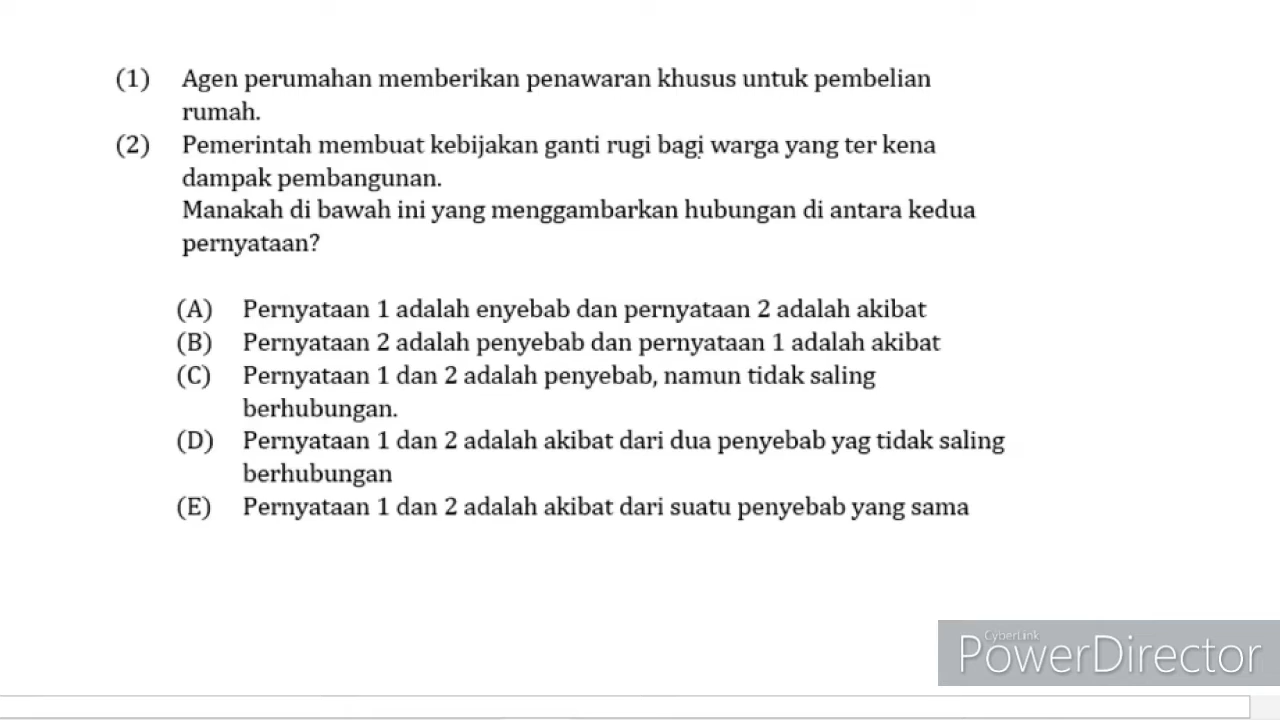 (1) Agen perumahan memberikan penawaran khusus untuk pembelian
rumah.
(2) Pemerintah membuat kebijakan ganti rugi bagi warga yang ter kena
dampak pembangunan.
Manakah di bawah ini yang menggambarkan hubungan di antara kedua
pernyataan?
(A) Pernyataan 1 adalah enyebab dan pernyataan 2 adalah akibat
(B) Pernyataan 2 adalah penyebab dan pernyataan 1 adalah akibat
(C) Pernyataan 1 dan 2 adalah penyebab, namun tidak saling
berhubungan.
(D) Pernyataan 1 dan 2 adalah akibat dari dua penyebab yag tidak saling
berhubungan
(E) Pernyataan 1 dan 2 adalah akibat dari suatu penyebab yang sama
CyberLink
PowerDirector